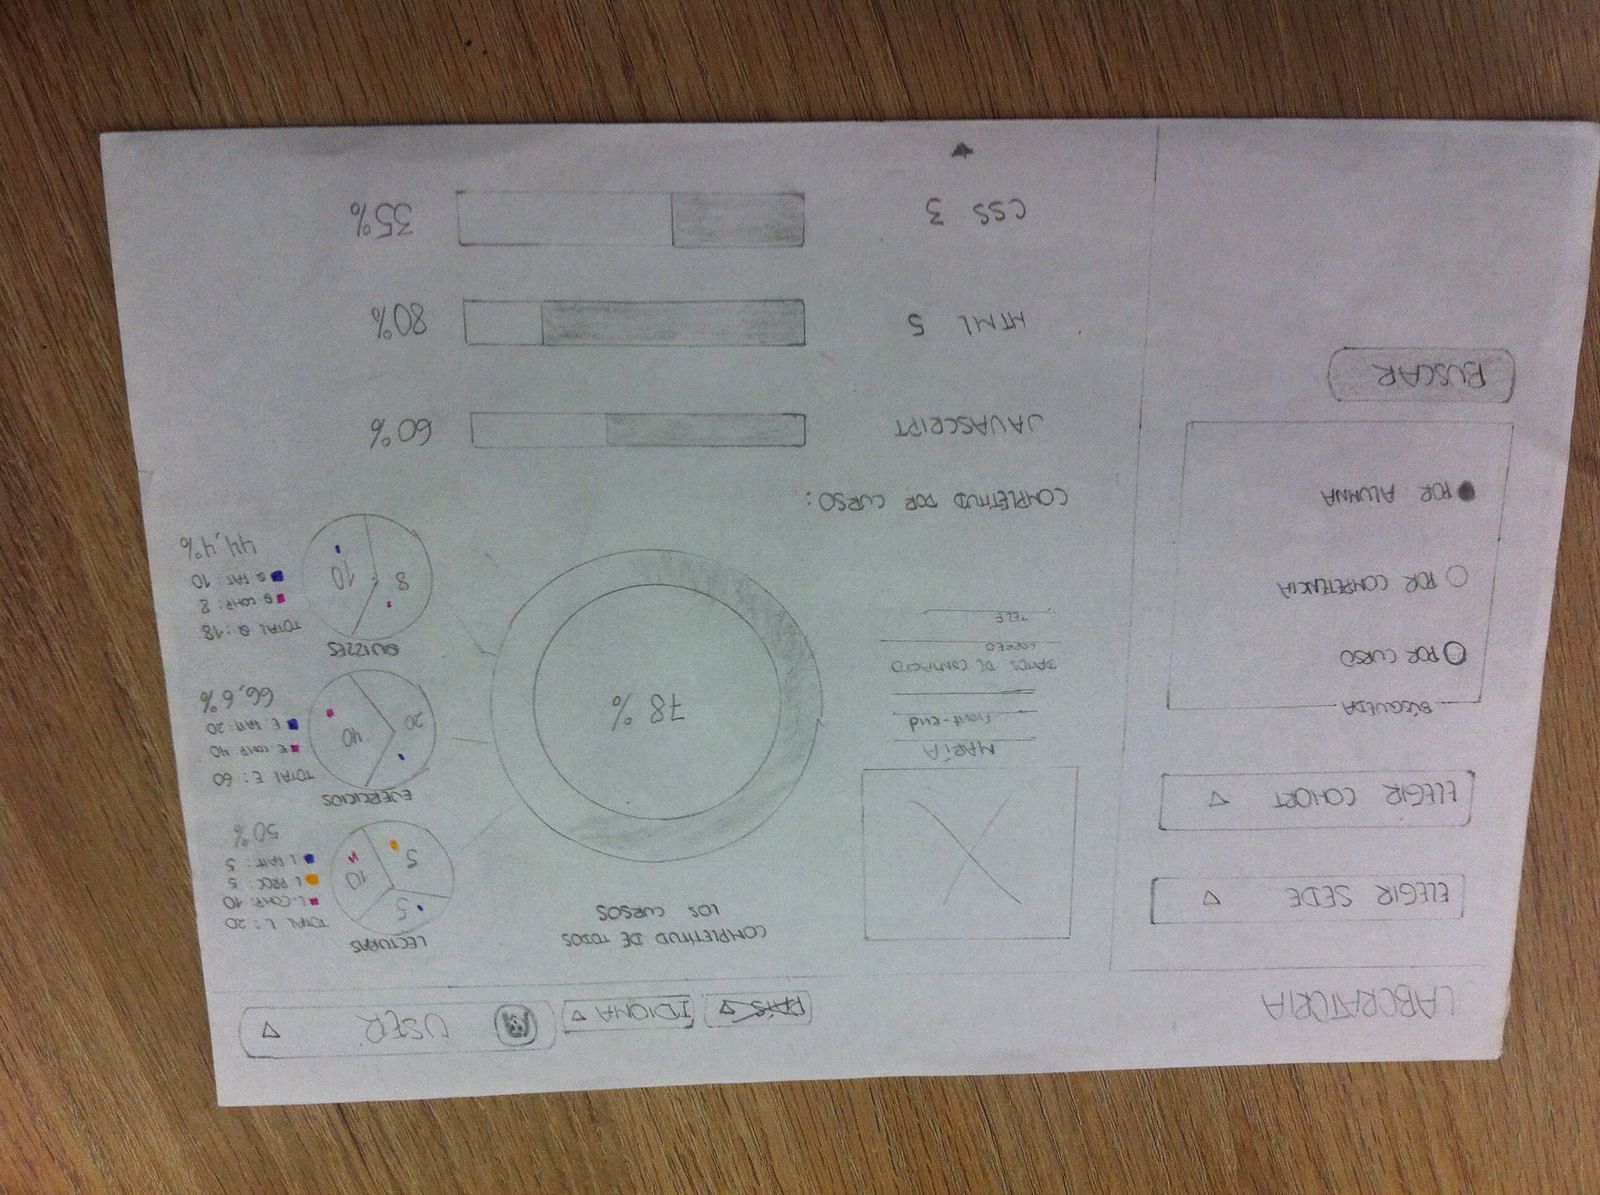 LABORATORIA
PAÍS
IDIOMA
USER
ELEGIR SEDE
ELEGIR COHORT
BÚSQUEDA
POR CURSO
POR COMPETENCIA
POR ALUMNA
BUSCAR
MARÍA
Front-end
DATOS DE CONTACTO
CORREO
TELE
COMPLETITUD DE TODOS
LOS CURSOS
78 %
LECTURAS
5
10
5
TOTAL L: 20
L. COMP: 10
L PROC: 5
L FALT: 5
50%
EJERCICIOS
20
40
TOTAL E: 60
E COMP: 40
E FALT: 20
66,6%
QUIZZES
8
10
TOTAL Q: 18
Q COMP: 8
Q FALT: 10
44,4%
COMPLETITUD POR CURSO:
JAVASCRIPT
60%
HTML 5
80%
CSS 3
35%